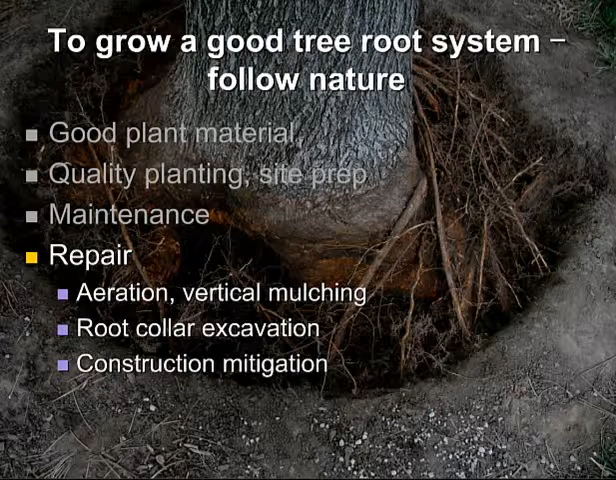 To grow a good tree root system –
follow nature
Good plant material
Quality planting, site prep
Maintenance
Repair
Aeration, vertical mulching
Root collar excavation
Construction mitigation